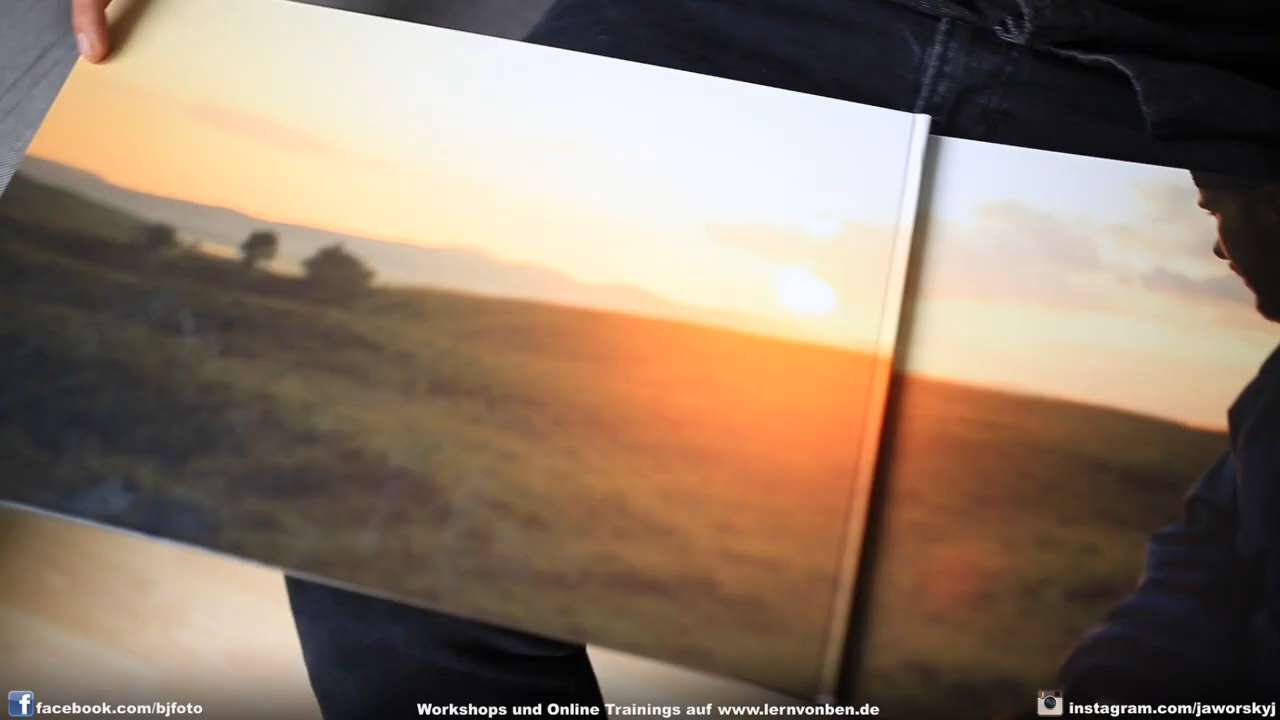 facebook.com/bjfoto
Workshops und Online Trainings auf www.lernvonben.de
instagram.com/jaworskyj